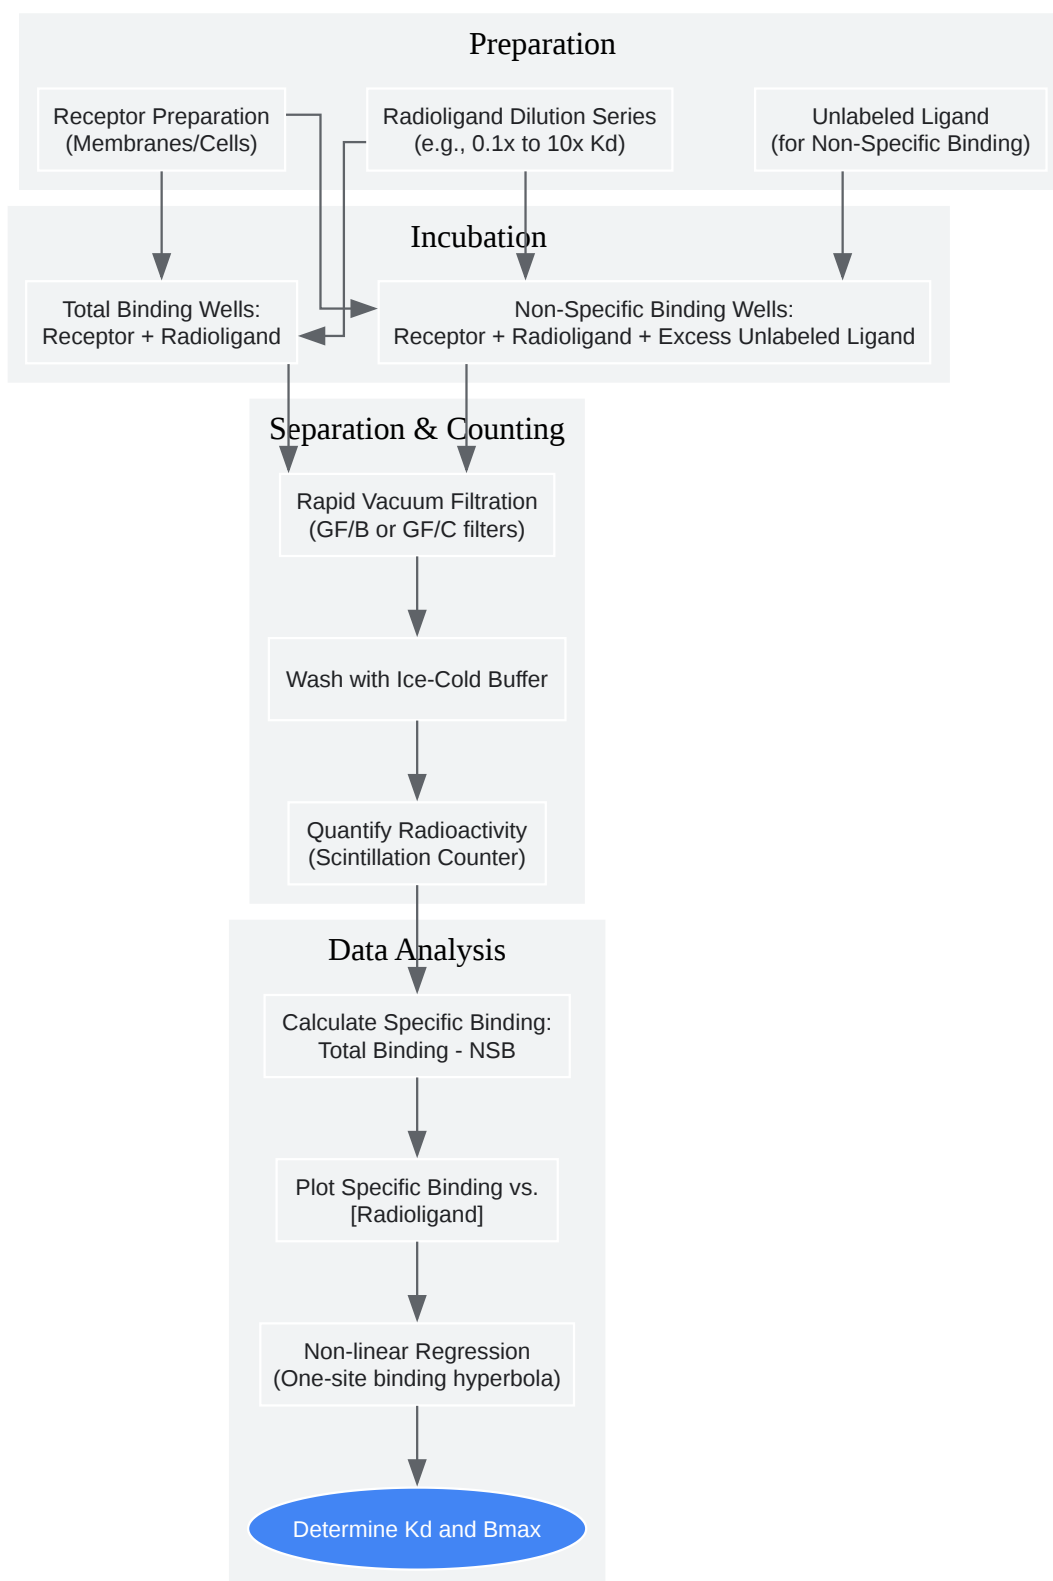 Preparation
Receptor Preparation
(Membranes/Cells)
Radioligand Dilution Series
(e.g., 0.1x to 10x Kd)
Unlabeled Ligand
(for Non-Specific Binding)
Incubation
Total Binding Wells:
Receptor + Radioligand
Non-Specific Binding Wells:
Receptor + Radioligand + Excess Unlabeled Ligand
Separation & Counting
Rapid Vacuum Filtration
(GF/B or GF/C filters)
Wash with Ice-Cold Buffer
Quantify Radioactivity
(Scintillation Counter)
Data Analysis
Calculate Specific Binding:
Total Binding - NSB
Plot Specific Binding vs.
[Radioligand]
Non-linear Regression
(One-site binding hyperbola)
Determine Kd and Bmax